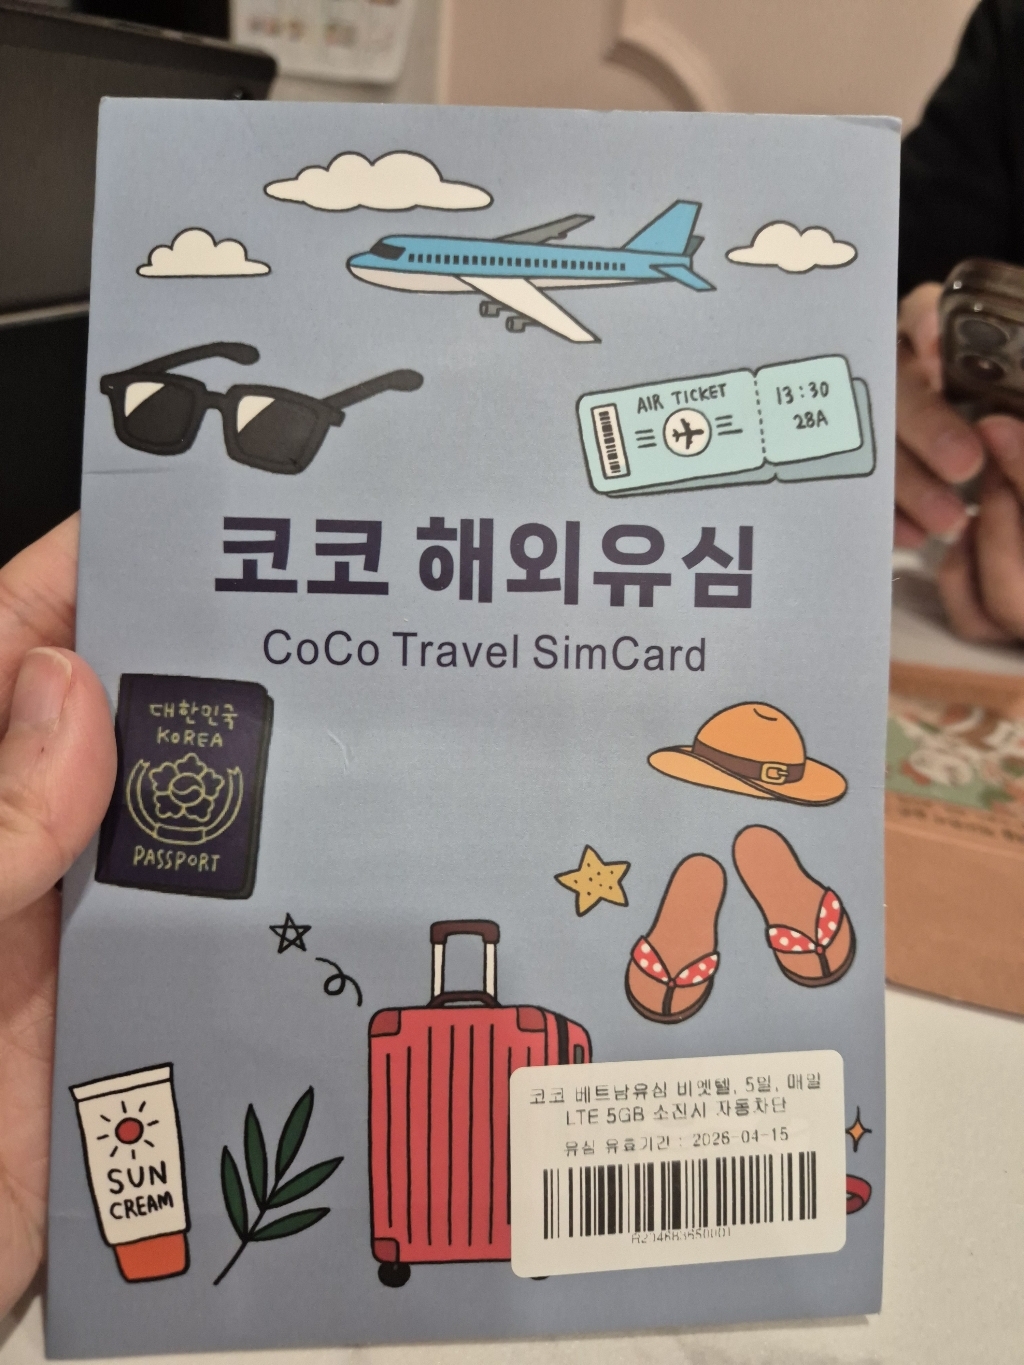 AIR TICKET
13:30
28A
코코 해외유심
CoCo Travel SimCard
대한민국
KOREA
PASSPORT
SUN
CREAM
코코 베트남유심 비엣텔, 5일, 매일
LTE 5GB 소진시 자동차단
유심 유효기간 : 2026-04-15